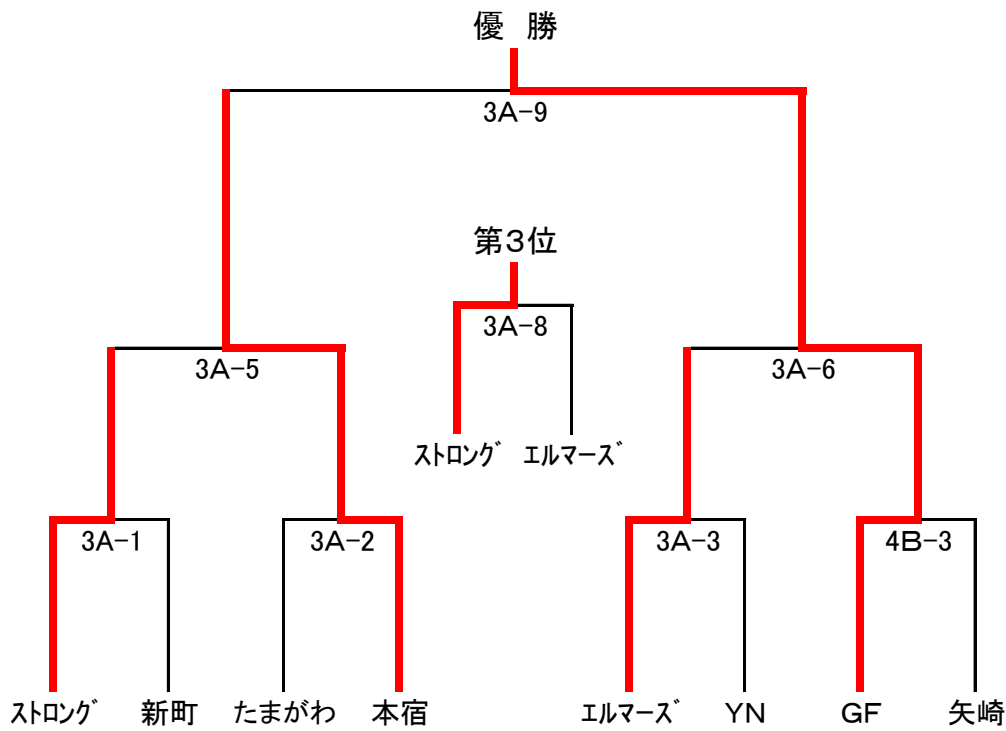 優　勝
3A-9
第3位
3A-8
3A-5
3A-6
ｽﾄﾛﾝｸﾞ ｴﾙﾏｰｽﾞ
3A-1 3A-2 3A-3 4B-3
ｽﾄﾛﾝｸﾞ 新町 たまがわ 本宿 ｴﾙﾏｰｽﾞ YN GF 矢崎